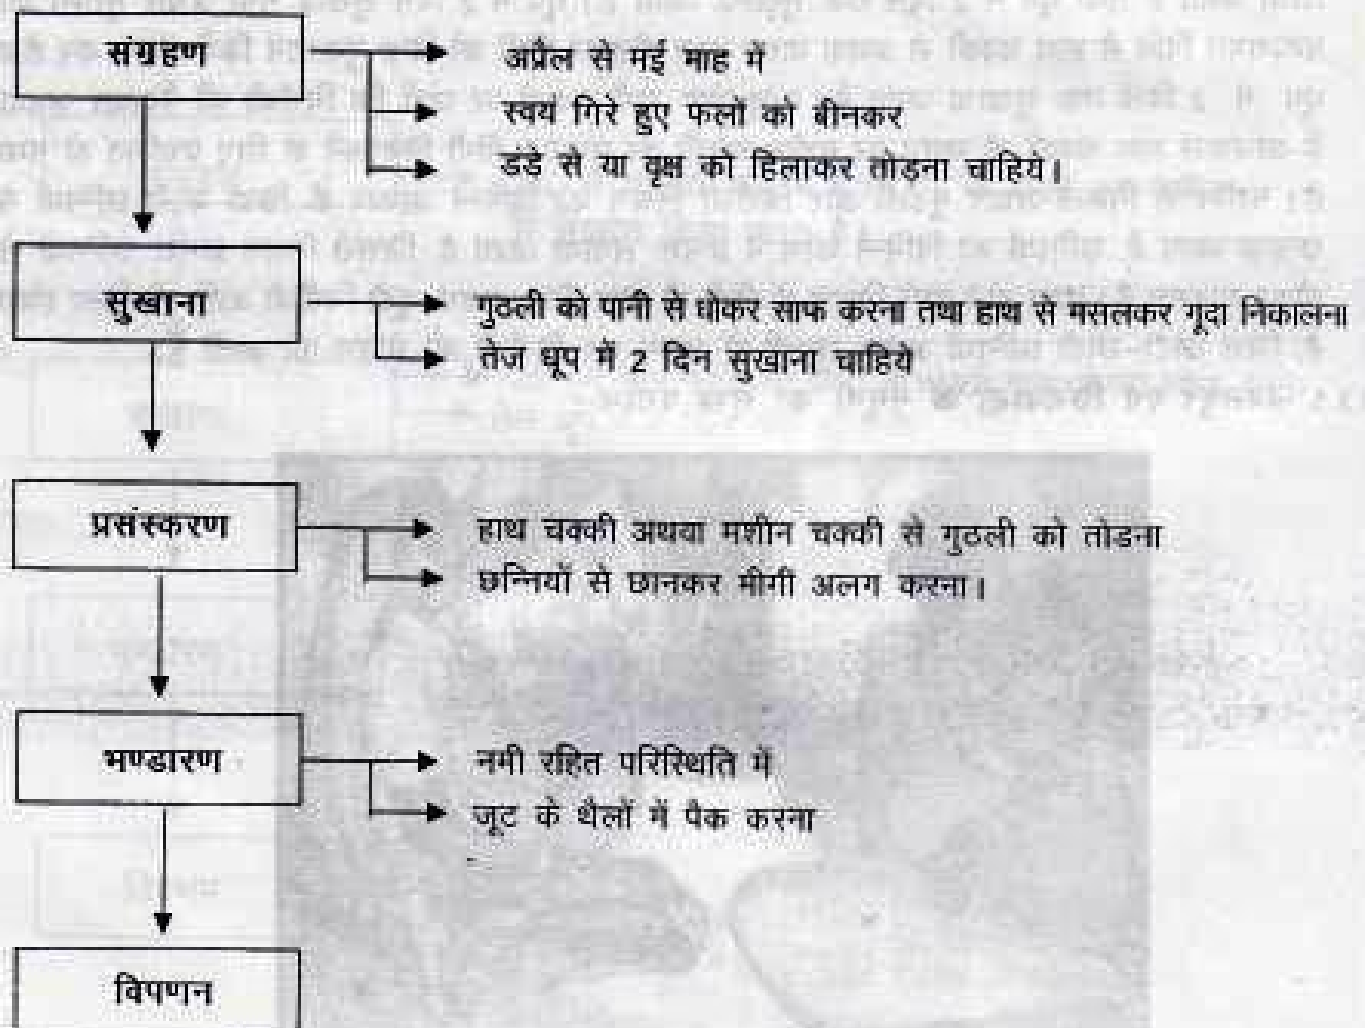 संग्रहण
अप्रैल से मई माह में
स्वयं गिरे हुए फलों को बीनकर
डंडे से या वृक्ष को हिलाकर तोड़ना चाहिये।
सुखाना
गुठली को पानी से धोकर साफ करना तथा हाथ से मसलकर गूदा निकालना
तेज धूप में 2 दिन सुखाना चाहिये
प्रसंस्करण
हाथ चक्की अथवा मशीन चक्की से गुठली को तोडना
छन्नियों से छानकर मीगी अलग करना।
भण्डारण
नमी रहित परिस्थिति में
जूट के थैलों में पैक करना
विपणन